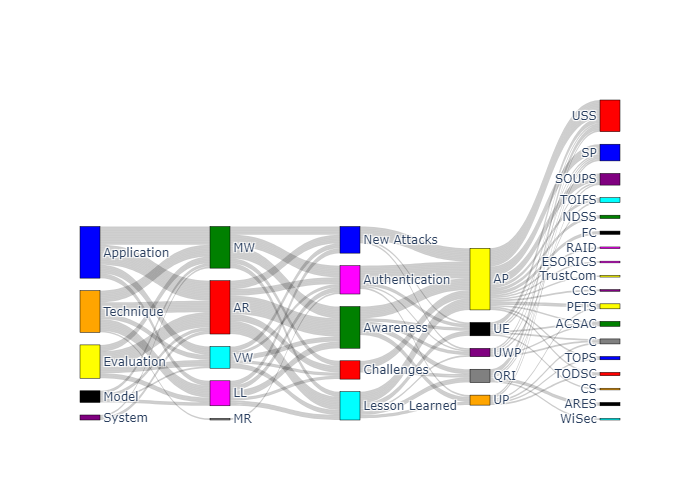 Application
Technique
Evaluation
Model
System
MW
AR
VW
LL
MR
New Attacks
Authentication
Awareness
Challenges
Lesson Learned
AP
UE
UWP
QRI
UP
USS
SP
SOUPS
TOIFS
NDSS
FC
RAID
ESORICS
TrustCom
CCS
PETS
ACSAC
C
TOPS
TODSC
CS
ARES
WiSec